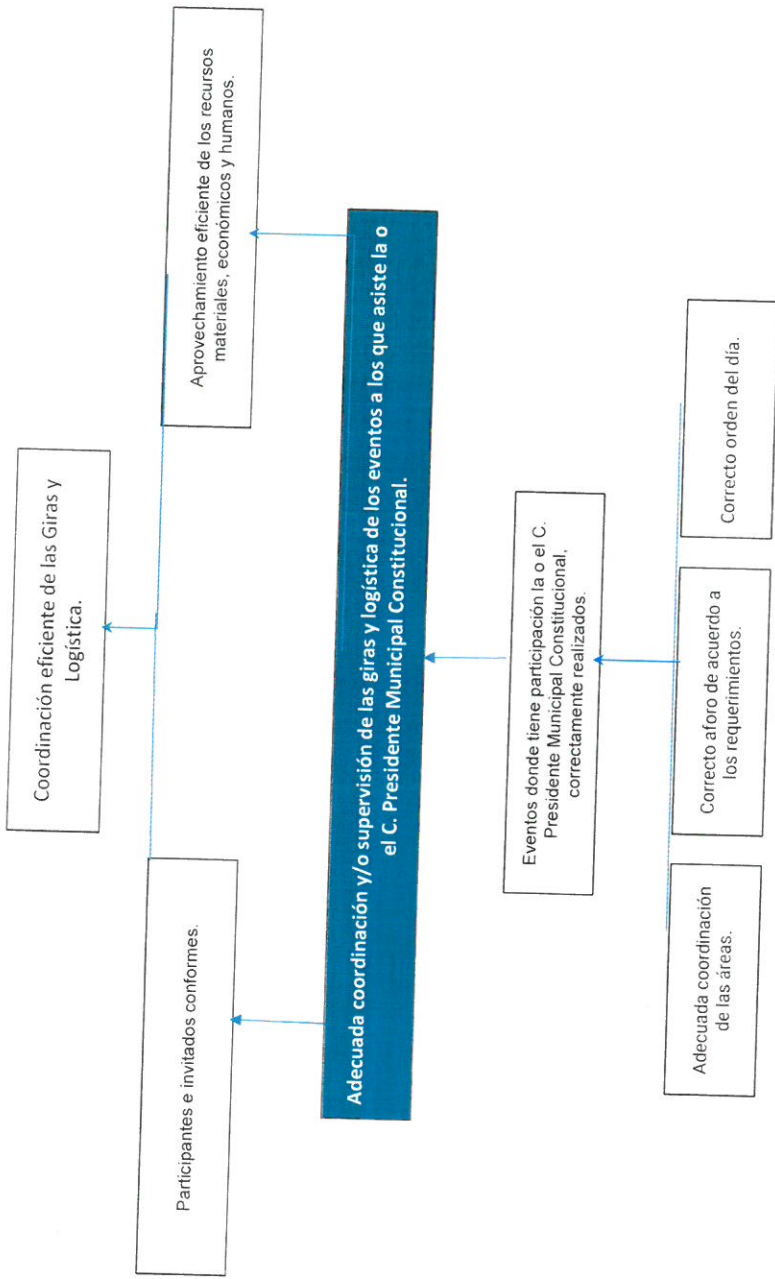 Coordinación eficiente de las Giras y
Logística.
Participantes e invitados conformes.
Aprovechamiento eficiente de los recursos
materiales, económicos y humanos.
Adecuada coordinación y/o supervisión de las giras y logística de los eventos a los que asiste la o
el C. Presidente Municipal Constitucional.
Eventos donde tiene participación la o el C.
Presidente Municipal Constitucional,
correctamente realizados.
Adecuada coordinación
de las áreas.
Correcto aforo de acuerdo a
los requerimientos.
Correcto orden del día.